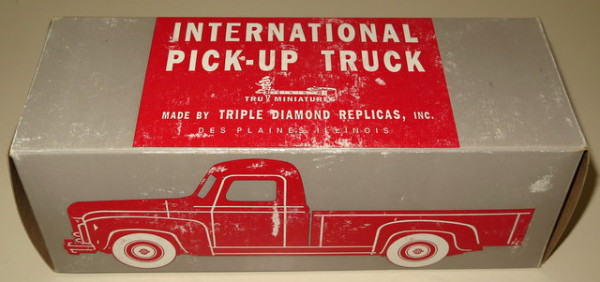 INTERNATIONAL
PICK-UP TRUCK
TRU MINIATURES
MADE BY TRIPLE DIAMOND REPLICAS, INC.
DES PLAINES ILLINOIS